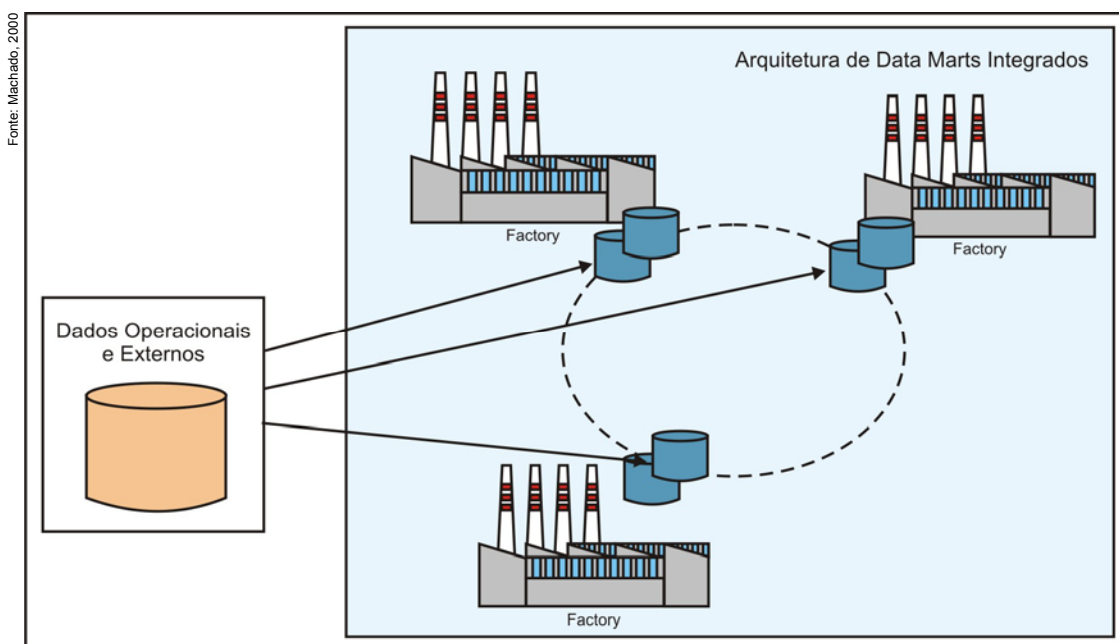 Fonte: Machado, 2000
Arquitetura de Data Marts Integrados
Factory
Factory
Dados Operacionais
e Externos
Factory